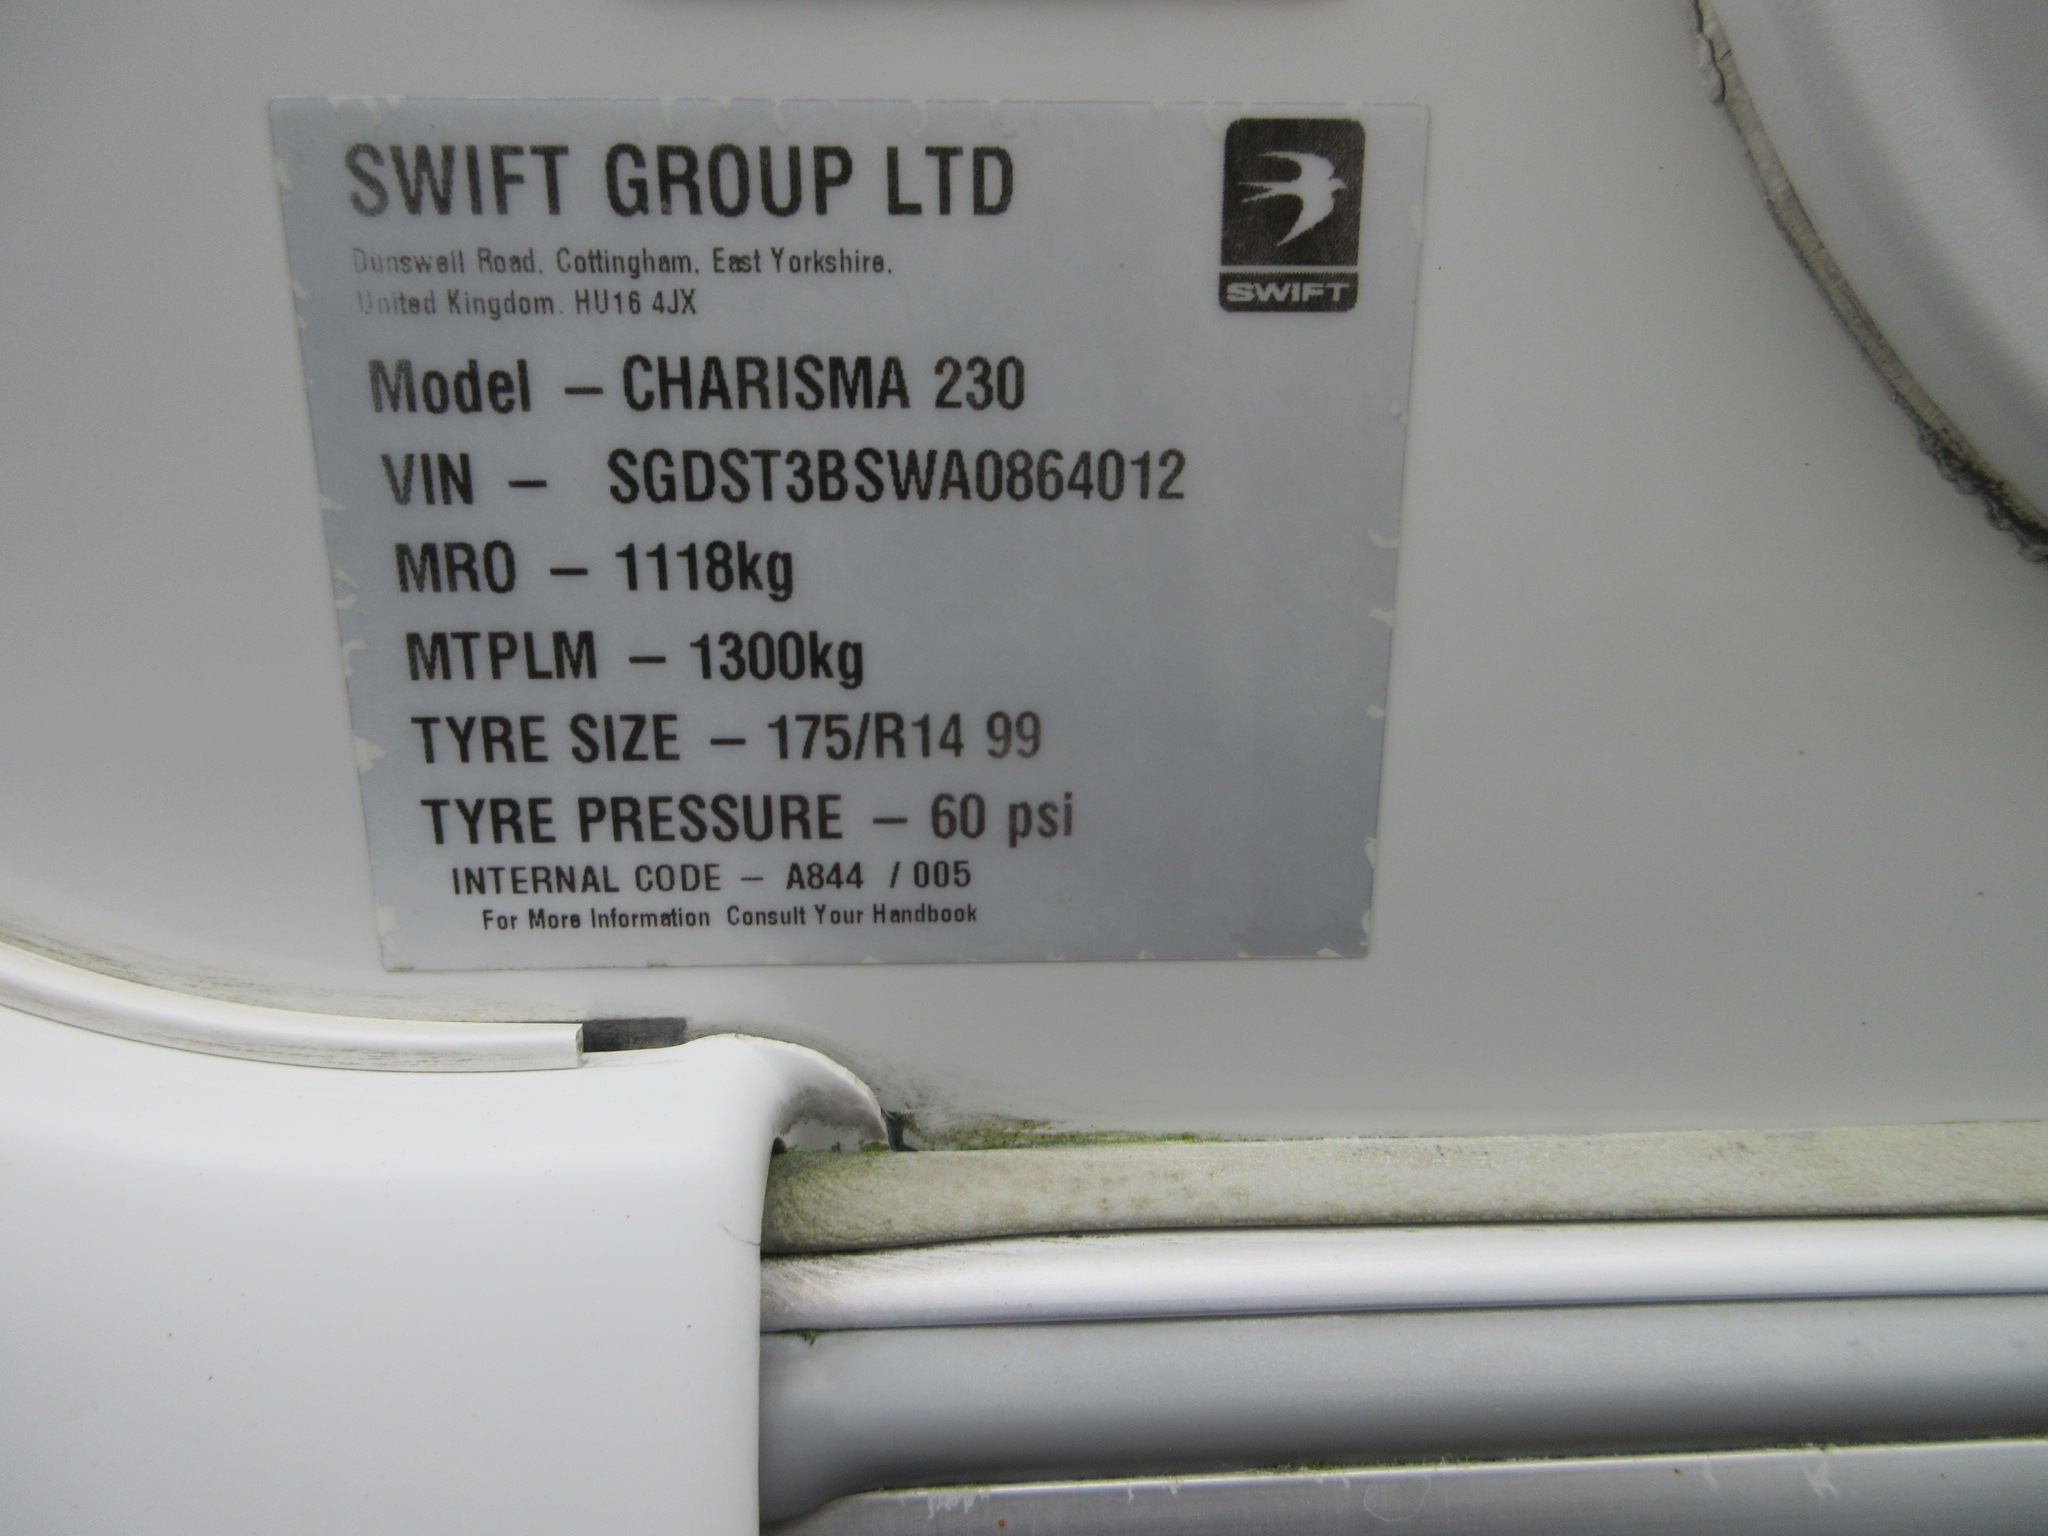 SWIFT GROUP LTD
SWIFT
Dunswell Road, Cottingham, East Yorkshire,
United Kingdom. HU16 4JX
Model – CHARISMA 230
VIN – SGDST3BSWA0864012
MRO – 1118kg
MTPLM – 1300kg
TYRE SIZE – 175/R14 99
TYRE PRESSURE – 60 psi
INTERNAL CODE – A844 / 005
For More Information Consult Your Handbook